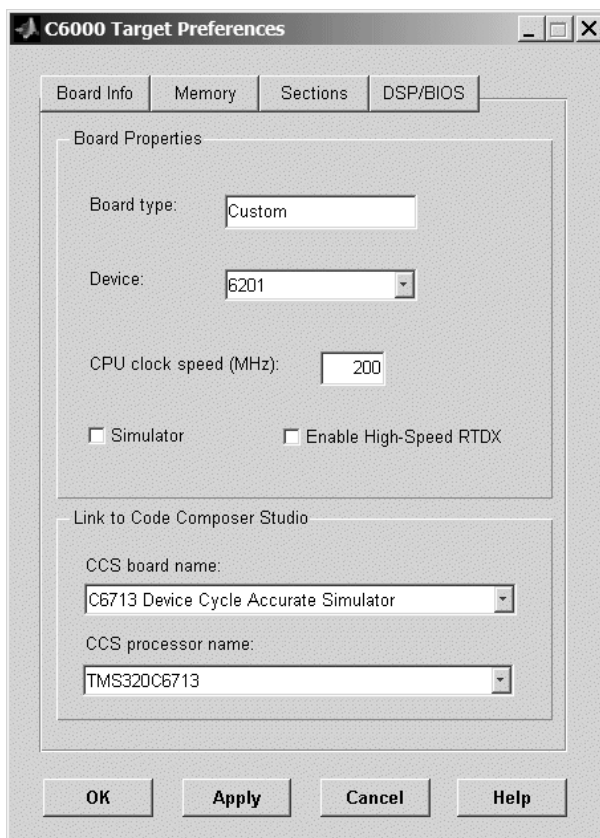 C6000 Target Preferences
Board Info Memory Sections DSP/BIOS
Board Properties
Board type: Custom
Device: 6201
CPU clock speed (MHz): 200
Simulator Enable High-Speed RTDX
Link to Code Composer Studio
CCS board name:
C6713 Device Cycle Accurate Simulator
CCS processor name:
TMS320C6713
OK Apply Cancel Help